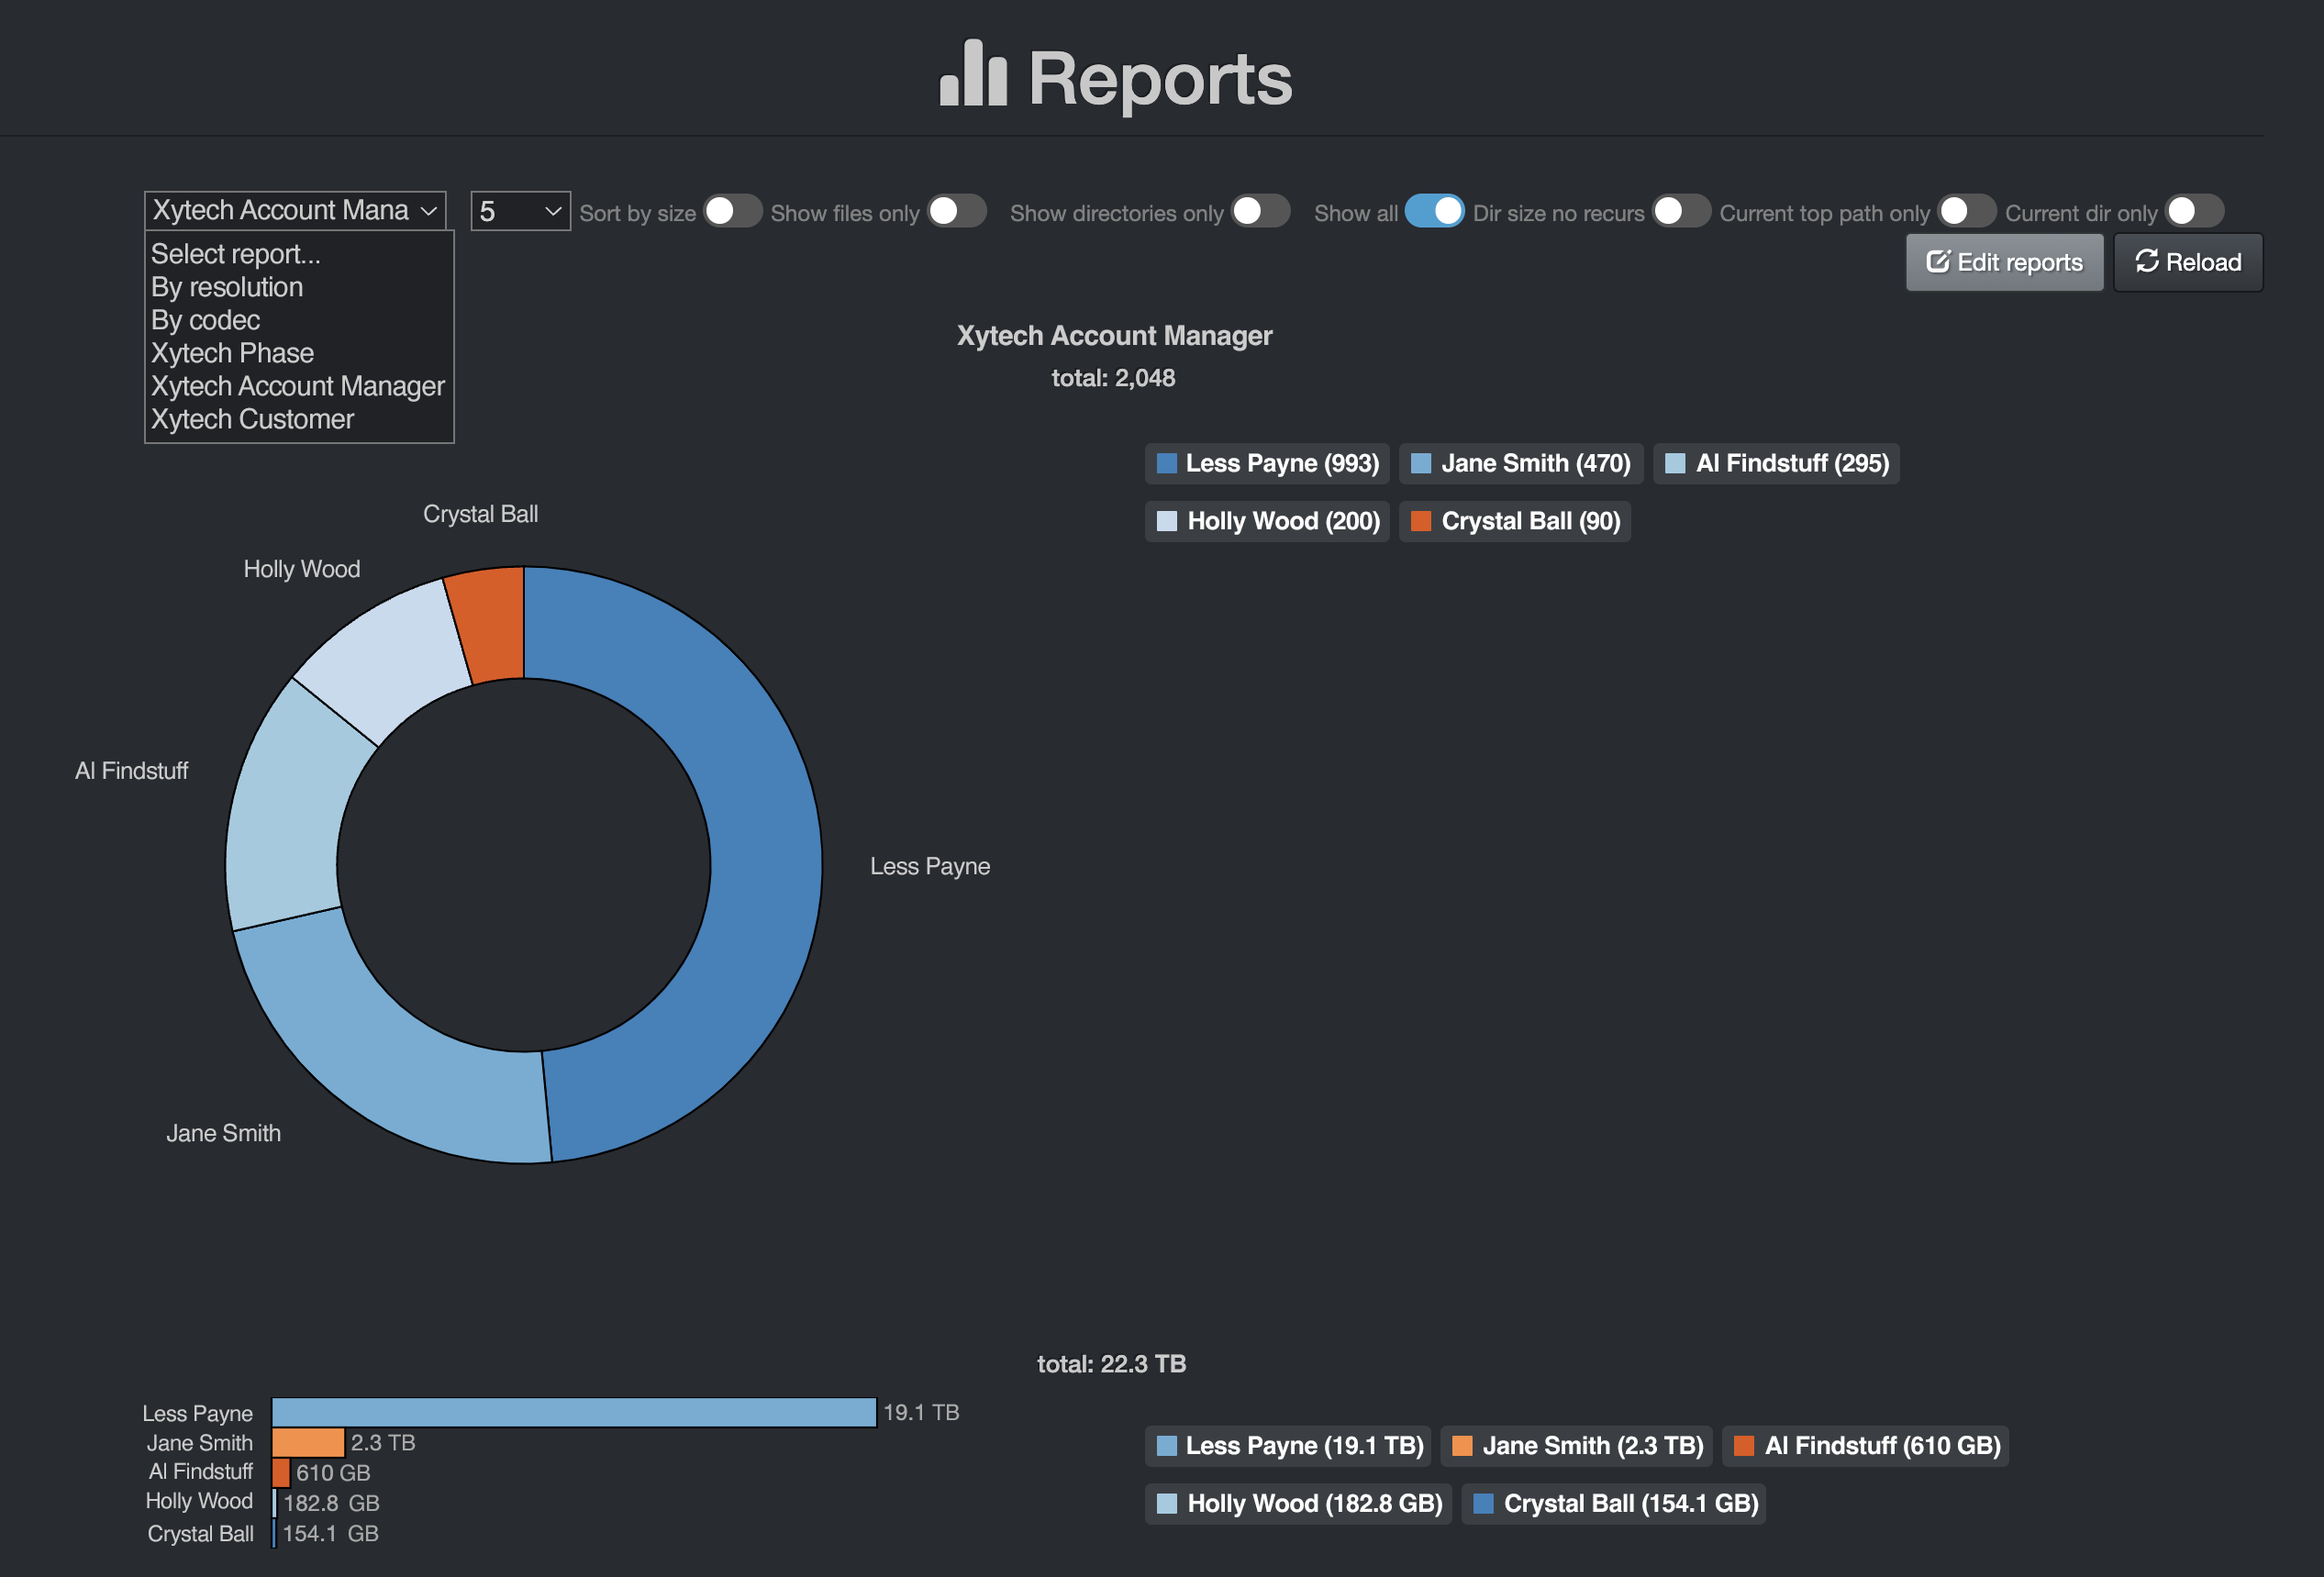 Reports
Xytech Account Mana 5 Sort by size Show files only Show directories only Show all Dir size no recurs Current top path only Current dir only
Select report...
By resolution
By codec
Xytech Phase
Xytech Account Manager
Xytech Customer
Edit reports Reload
Xytech Account Manager
total: 2,048
Less Payne (993) Jane Smith (470) Al Findstuff (295)
Holly Wood (200) Crystal Ball (90)
Crystal Ball
Holly Wood
Al Findstuff
Less Payne
Jane Smith
total: 22.3 TB
Less Payne 19.1 TB
Jane Smith 2.3 TB
Al Findstuff 610 GB
Holly Wood 182.8 GB
Crystal Ball 154.1 GB
Less Payne (19.1 TB) Jane Smith (2.3 TB) Al Findstuff (610 GB)
Holly Wood (182.8 GB) Crystal Ball (154.1 GB)